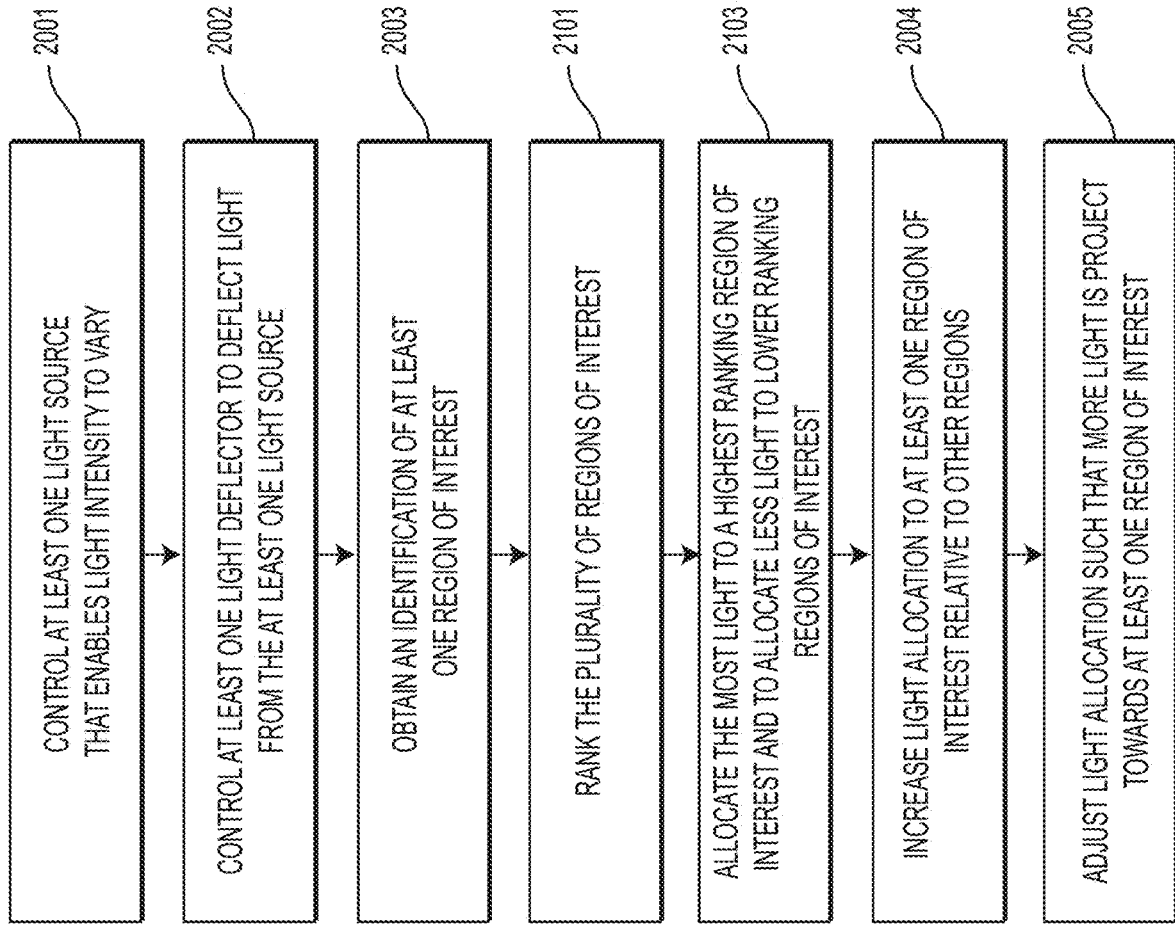 CONTROL AT LEAST ONE LIGHT SOURCE
THAT ENABLES LIGHT INTENSITY TO VARY
2001
CONTROL AT LEAST ONE LIGHT DEFLECTOR TO DEFLECT LIGHT
FROM THE AT LEAST ONE LIGHT SOURCE
2002
OBTAIN AN IDENTIFICATION OF AT LEAST
ONE REGION OF INTEREST
2003
RANK THE PLURALITY OF REGIONS OF INTEREST
2101
ALLOCATE THE MOST LIGHT TO A HIGHEST RANKING REGION OF
INTEREST AND TO ALLOCATE LESS LIGHT TO LOWER RANKING
REGIONS OF INTEREST
2103
INCREASE LIGHT ALLOCATION TO AT LEAST ONE REGION OF
INTEREST RELATIVE TO OTHER REGIONS
2004
ADJUST LIGHT ALLOCATION SUCH THAT MORE LIGHT IS PROJECT
TOWARDS AT LEAST ONE REGION OF INTEREST
2005